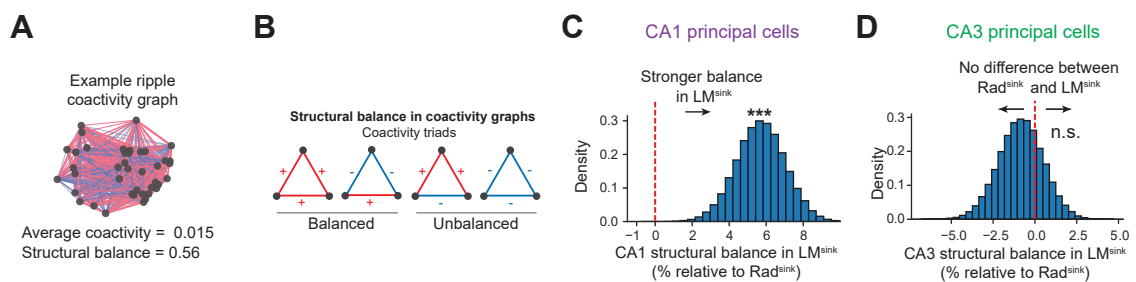 A
Example ripple
coactivity graph
Average coactivity = 0.015
Structural balance = 0.56
B
Structural balance in coactivity graphs
Coactivity triads
+ + - - + + - -
+ + - -
Balanced Unbalanced
C
CA1 principal cells
Stronger balance
in LMsink
***
Density
0.3
0.2
0.1
0.0
−1 0 2 4 6 8
CA1 structural balance in LMsink
(% relative to Radsink)
D
CA3 principal cells
No difference between
Radsink and LMsink
n.s.
Density
0.3
0.2
0.1
0.0
−5.0 −2.5 0.0 2.5 5.0
CA3 structural balance in LMsink
(% relative to Radsink)